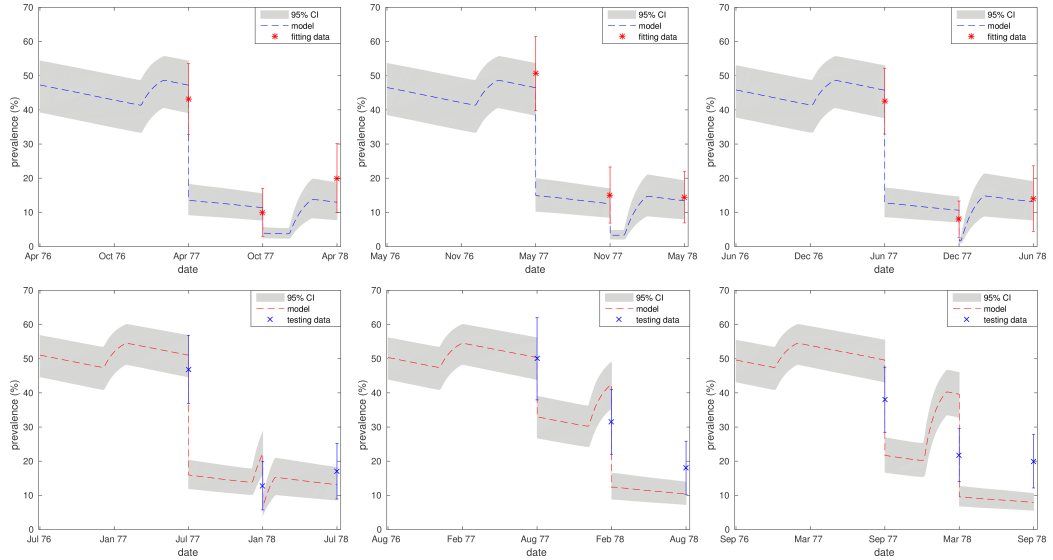 70
60
50
40
30
20
10
0
prevalence (%)
95% CI
model
fitting data
Apr 76
Oct 76
Apr 77
Oct 77
Apr 78
date
70
60
50
40
30
20
10
0
prevalence (%)
95% CI
model
fitting data
May 76
Nov 76
May 77
Nov 77
May 78
date
70
60
50
40
30
20
10
0
prevalence (%)
95% CI
model
fitting data
Jun 76
Dec 76
Jun 77
Dec 77
Jun 78
date
70
60
50
40
30
20
10
0
prevalence (%)
95% CI
model
testing data
Jul 76
Jan 77
Jul 77
Jan 78
Jul 78
date
70
60
50
40
30
20
10
0
prevalence (%)
95% CI
model
testing data
Aug 76
Feb 77
Aug 77
Feb 78
Aug 78
date
70
60
50
40
30
20
10
0
prevalence (%)
95% CI
model
testing data
Sep 76
Mar 77
Sep 77
Mar 78
Sep 78
date